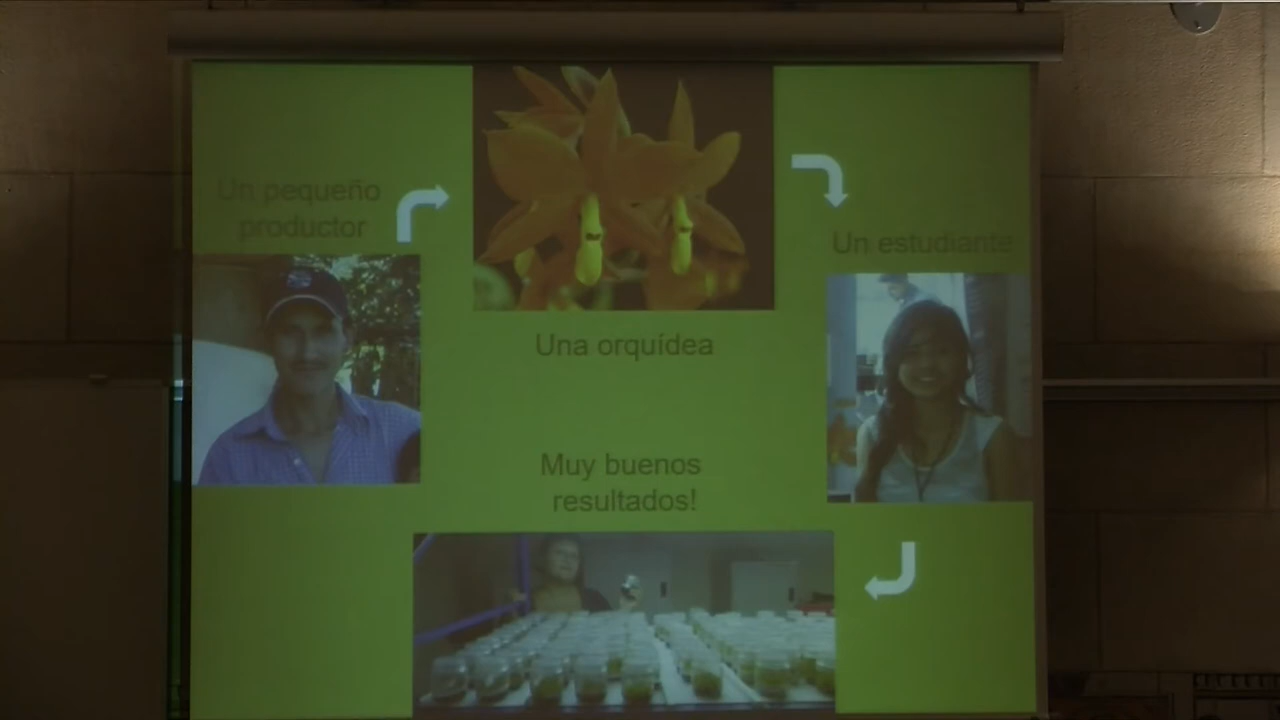 Un pequeño
productor
Una orquídea
Un estudiante
Muy buenos
resultados!